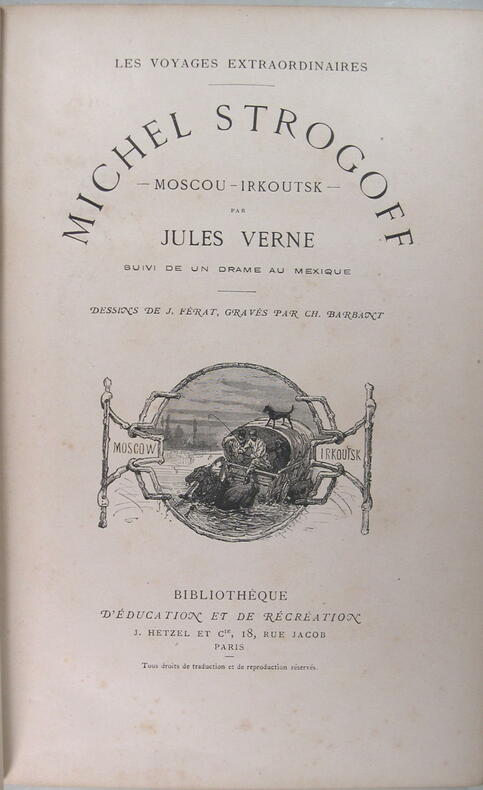 LES VOYAGES EXTRAORDINAIRES
MICHEL STROGOFF
— MOSCOU – IRKOUTSK —
PAR
JULES VERNE
SUIVI DE UN DRAME AU MEXIQUE
DESSINS DE J. FÉRAT, GRAVÉS PAR CH. BARBANT
MOSCOW
IRKOUTSK
BIBLIOTHÈQUE
D'ÉDUCATION ET DE RÉCRÉATION
J. HETZEL ET Cie, 18, RUE JACOB
PARIS
Tous droits de traduction et de reproduction réservés.